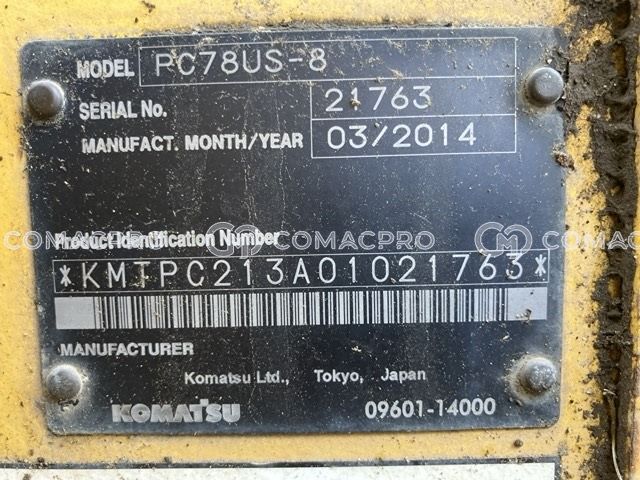 MODEL PC78US-8
SERIAL No. 21763
MANUFACT. MONTH/YEAR 03/2014
Product Identification Number
COMACPRO COMACPRO COMACPRO
*KMTPC213A01021763*
MANUFACTURER
Komatsu Ltd., Tokyo, Japan
KOMATSU 09601-14000